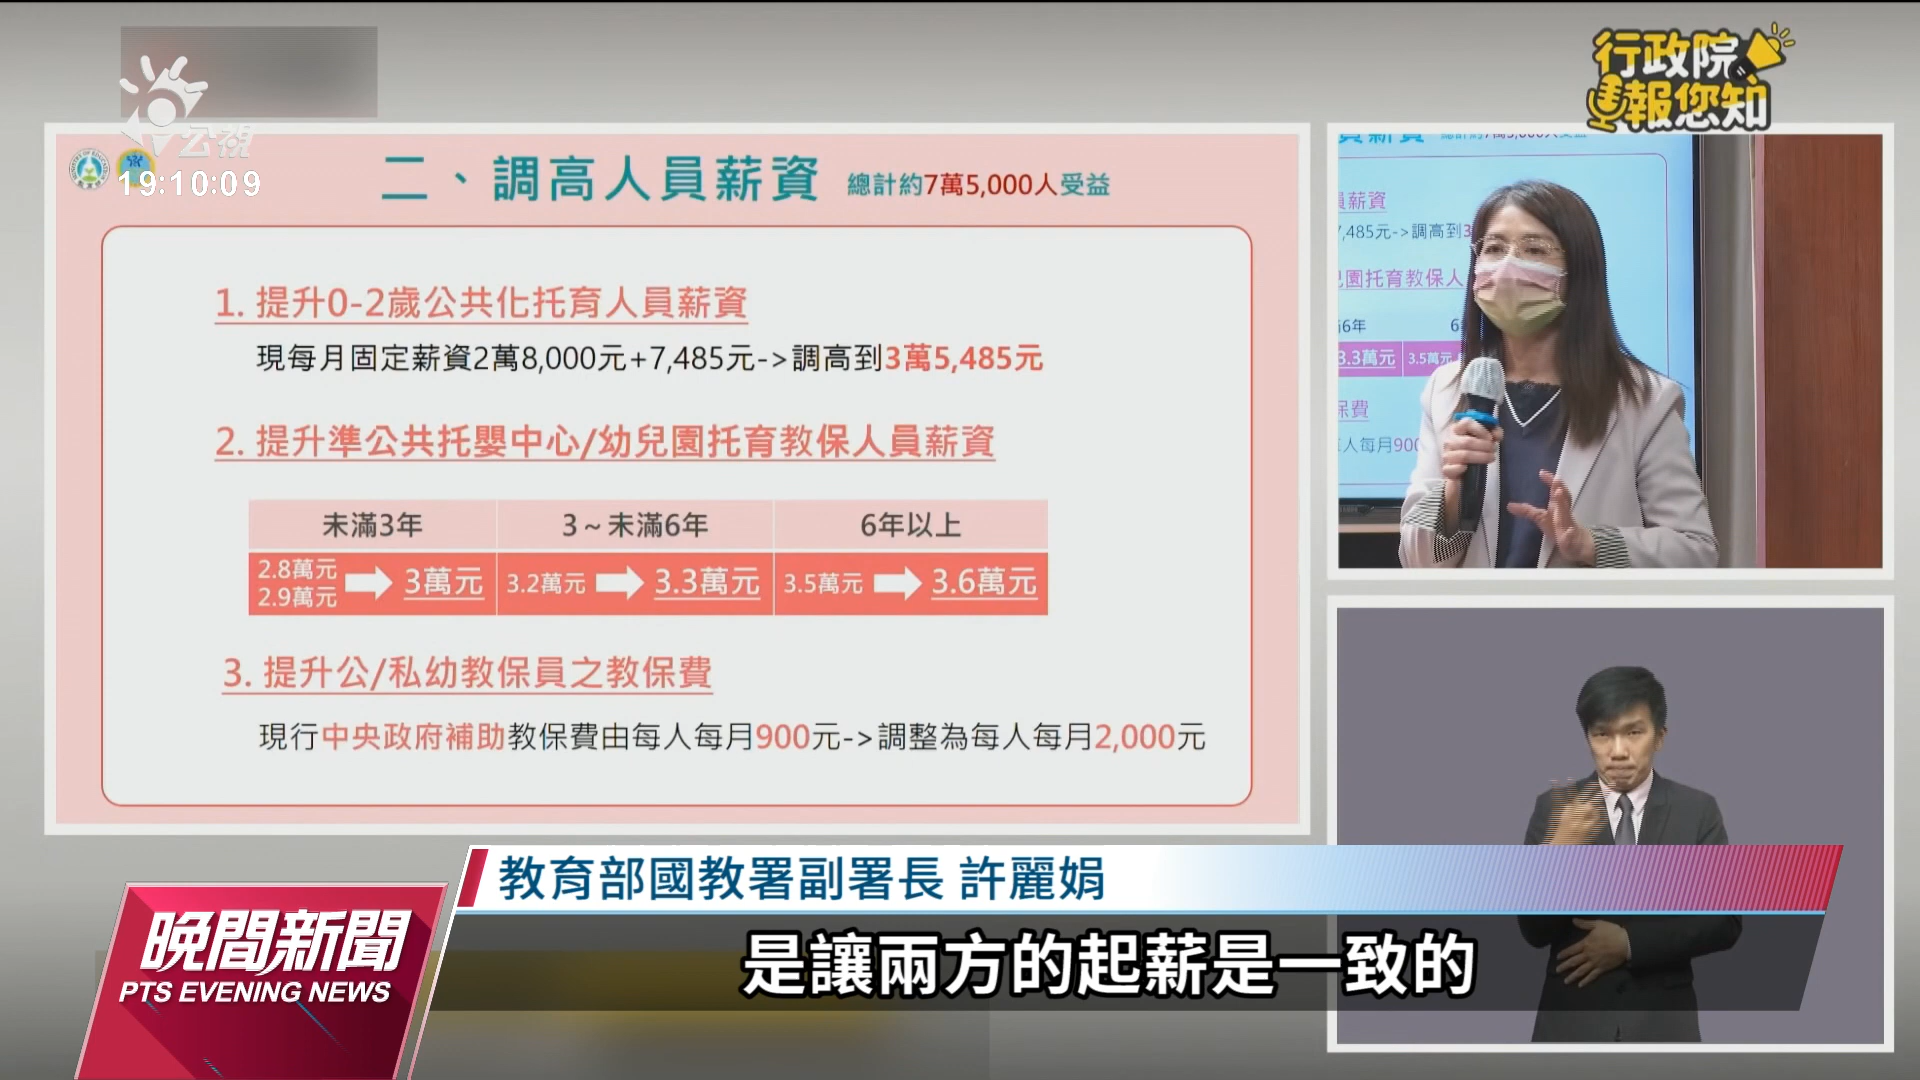 行政院
報您知
公視
19:10:09
二、調高人員薪資 總計約7萬5,000人受益
1. 提升0-2歲公共化托育人員薪資
現每月固定薪資2萬8,000元+7,485元->調高到3萬5,485元
2. 提升準公共托嬰中心/幼兒園托育教保人員薪資
未滿3年 3～未滿6年 6年以上
2.8萬元
2.9萬元 3萬元 3.2萬元 3.3萬元 3.5萬元 3.6萬元
3. 提升公/私幼教保員之教保費
現行中央政府補助教保費由每人每月900元->調整為每人每月2,000元
員薪資
7,485元->調高到3
兒園托育教保人
滿6年 6
3.3萬元 3.5萬元
保費
人每月900
教育部國教署副署長 許麗娟
是讓兩方的起薪是一致的
晚間新聞
PTS EVENING NEWS